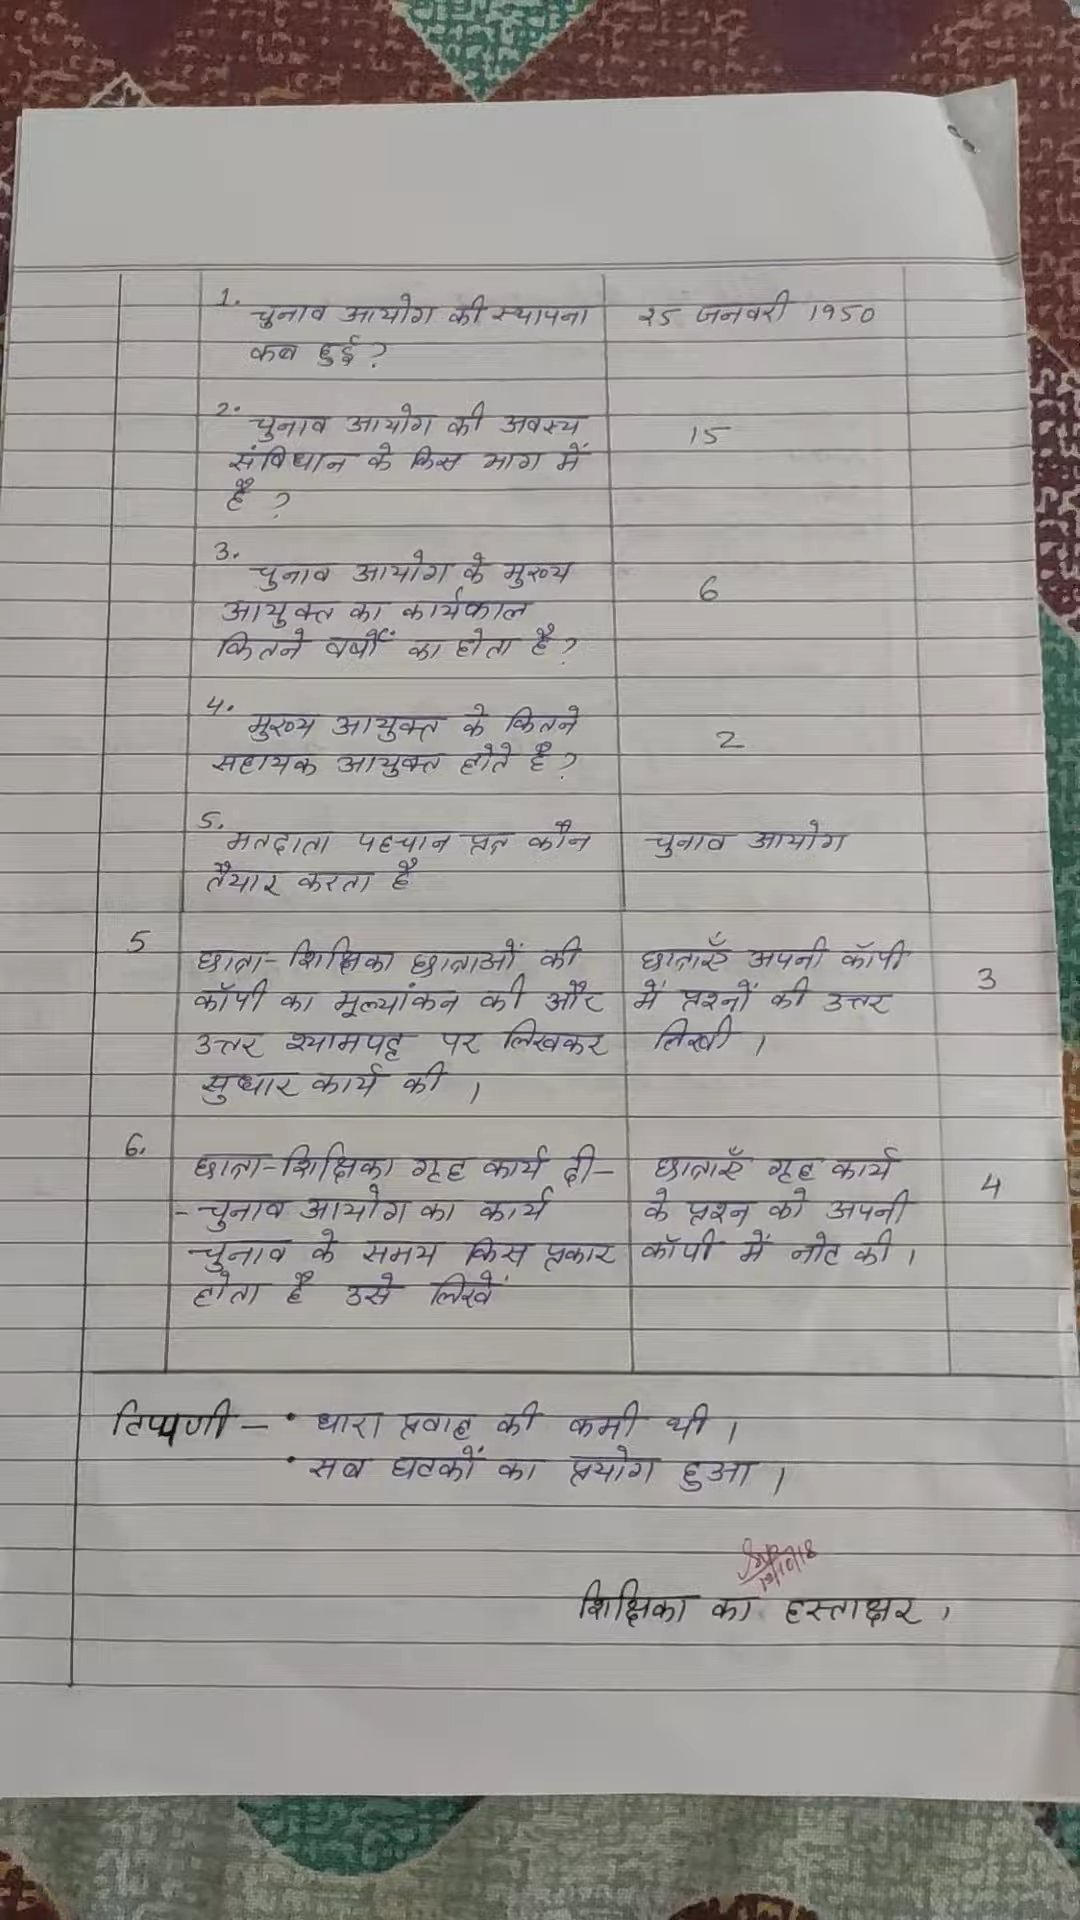 1.
चुनाव आयोग की स्थापना
कब हुई?
२5 जनवरी 1950
2.
चुनाव आयोग की अवस्य
संविधान के किस भाग में
है ?
15
3.
चुनाव आयोग के मुख्य
आयुक्त का कार्यकाल
कितने वर्षों का होता है?
6
4.
मुख्य आयुक्त के कितने
सहायक आयुक्त होते है?
2
5.
मतदाता पहचान पत्र कौन
तैयार करता है
चुनाव आयोग
5
छात्रा-शिक्षिका छात्राओं की
कॉपी का मूल्यांकन की और
उत्तर श्यामपट्ट पर लिखकर
सुधार कार्य की ।
छात्राएँ अपनी कॉपी
में प्रश्नों की उत्तर
लिखी ।
3
6.
छात्रा-शिक्षिका गृह कार्य दी-
- चुनाव आयोग का कार्य
चुनाव के समय किस प्रकार
होता है उसे लिखें
छात्राएँ गृह कार्य
के प्रश्न को अपनी
कॉपी में नोट की ।
4
टिप्पणी - • धारा प्रवाह की कमी थी ।
• सब घटकों का प्रयोग हुआ ।
/10/18
शिक्षिका का हस्ताक्षर ।